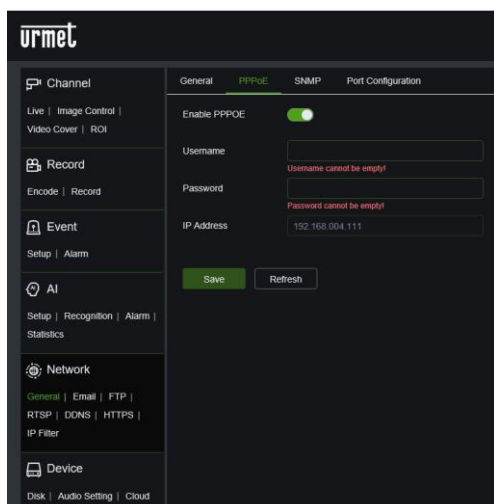 urmet
Channel
Live | Image Control |
Video Cover | ROI
Record
Encode | Record
Event
Setup | Alarm
AI
Setup | Recognition | Alarm |
Statistics
Network
General | Email | FTP |
RTSP | DDNS | HTTPS |
IP Filter
Device
Disk | Audio Setting | Cloud
General PPPoE SNMP Port Configuration
Enable PPPOE
Username
Username cannot be empty!
Password
Password cannot be empty!
IP Address 192.168.004.111
Save Refresh